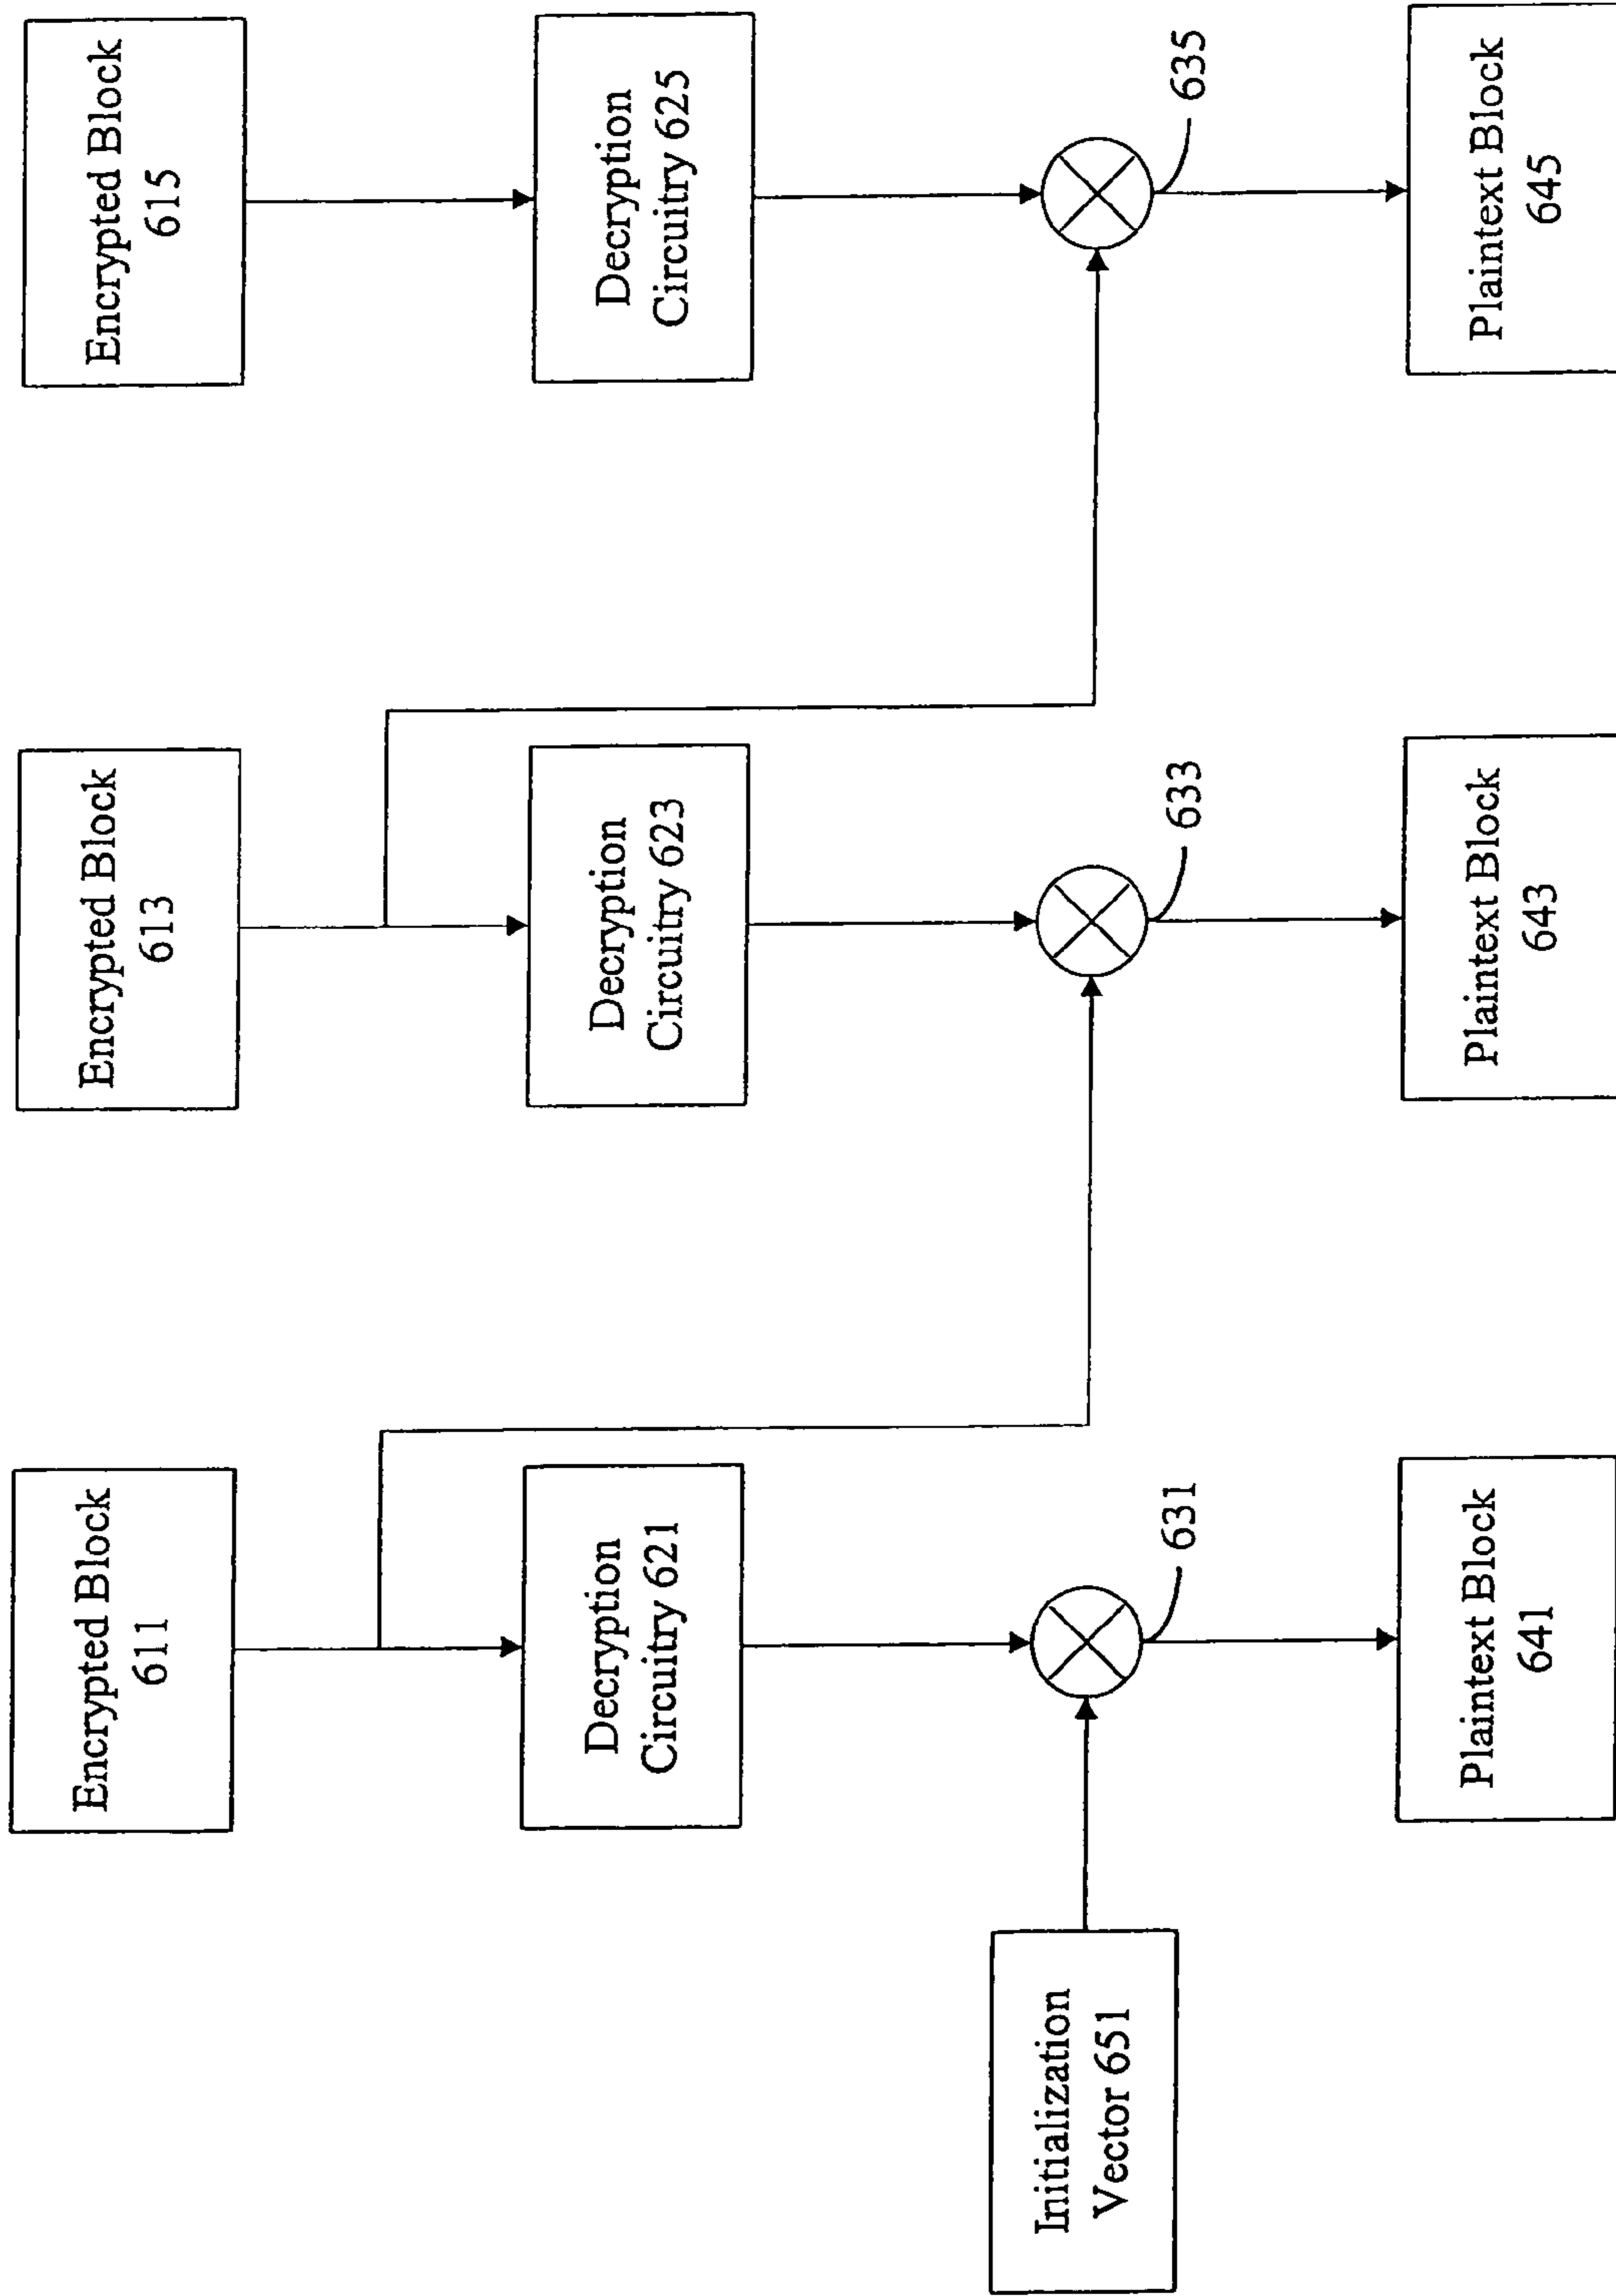 Encrypted Block
611
Encrypted Block
613
Encrypted Block
615
Decryption
Circuitry 621
Decryption
Circuitry 623
Decryption
Circuitry 625
Initialization
Vector 651
631
633
635
Plaintext Block
641
Plaintext Block
643
Plaintext Block
645